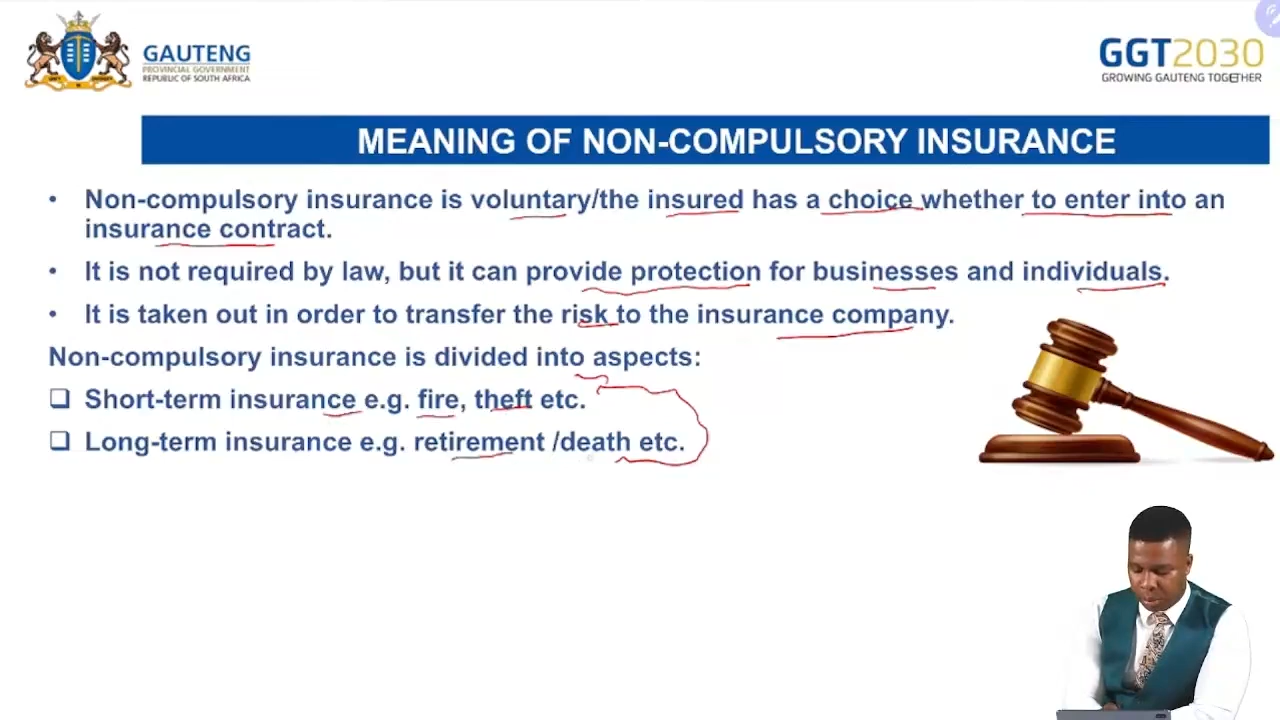 GAUTENG
PROVINCIAL GOVERNMENT
REPUBLIC OF SOUTH AFRICA
GGT2030
GROWING GAUTENG TOGETHER
MEANING OF NON-COMPULSORY INSURANCE
• Non-compulsory insurance is voluntary/the insured has a choice whether to enter into an
insurance contract.
• It is not required by law, but it can provide protection for businesses and individuals.
• It is taken out in order to transfer the risk to the insurance company.
Non-compulsory insurance is divided into aspects:
❑ Short-term insurance e.g. fire, theft etc.
❑ Long-term insurance e.g. retirement /death etc.